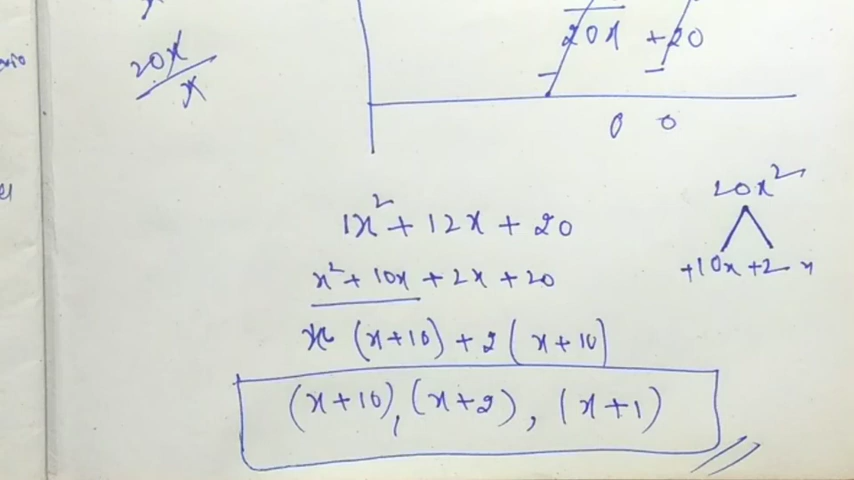 20x + 20
20x
x
0 0
20x²
1x² + 12x + 20
+10x +2x
x² + 10x + 2x + 20
x (x+10) + 2 (x+10)
(x+10), (x+2), (x+1)